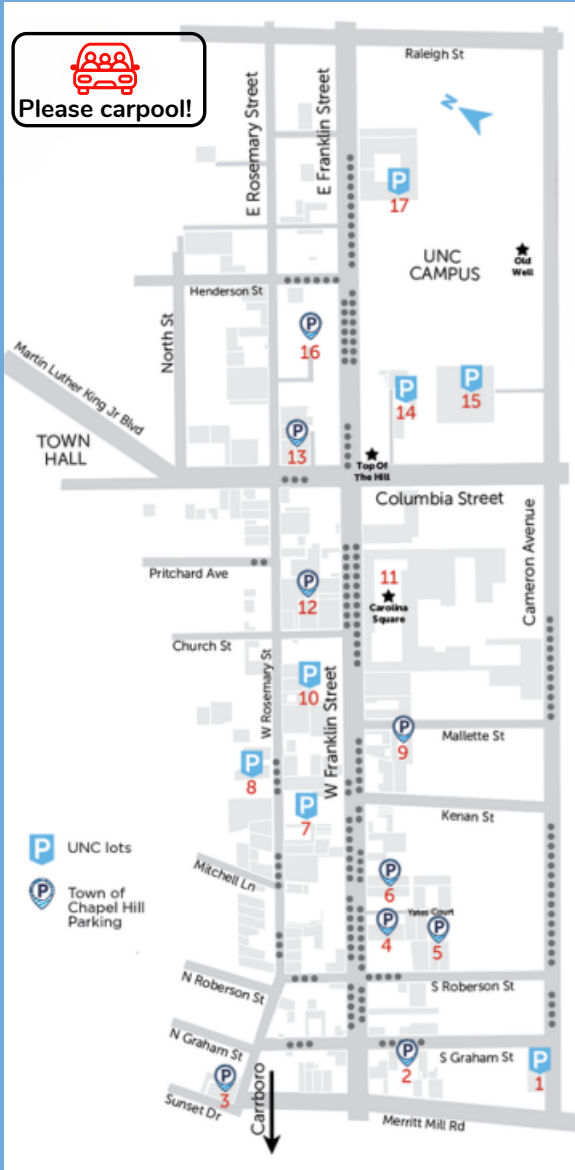 Please carpool!
Raleigh St
E Rosemary Street
E Franklin Street
N
P
17
UNC
CAMPUS
Old
Well
Henderson St
North St
P
16
Martin Luther King Jr Blvd
P
14
P
15
TOWN
HALL
P
13
Top Of
The Hill
Columbia Street
Cameron Avenue
Pritchard Ave
P
12
11
Carolina
Square
Church St
W Rosemary St
P
10
W Franklin Street
P
9
Mallette St
P
8
P
7
Kenan St
P
UNC lots
P
Town of
Chapel Hill
Parking
Mitchell Ln
P
6
Yates Court
P
4
P
5
N Roberson St
S Roberson St
N Graham St
P
2
S Graham St
P
1
P
3
Sunset Dr
Carrboro
Merritt Mill Rd